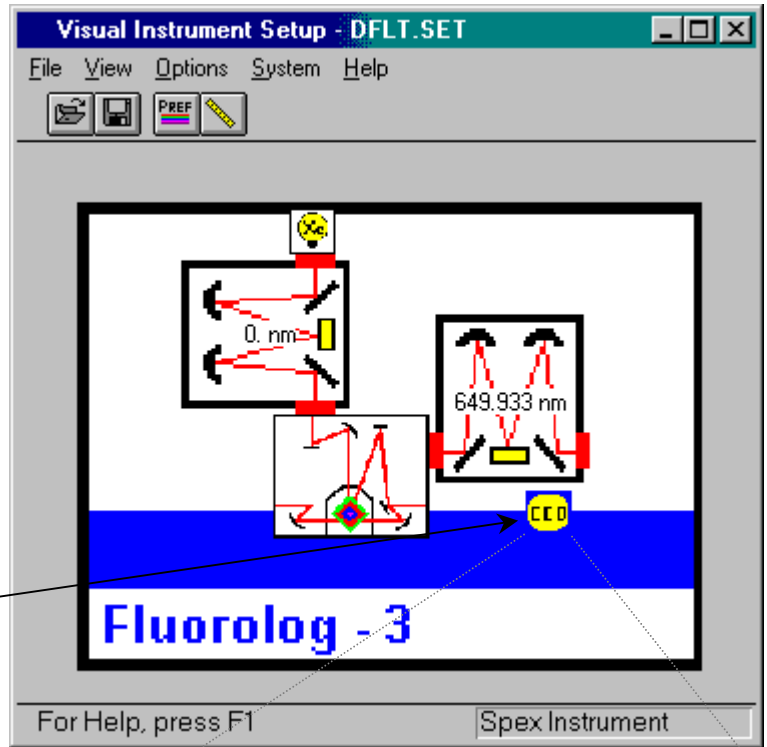 Visual Instrument Setup - DFLT.SET
File View Options System Help
PREF
Xe
0. nm
649.933 nm
CCD
Fluorolog - 3
For Help, press F1
Spex Instrument